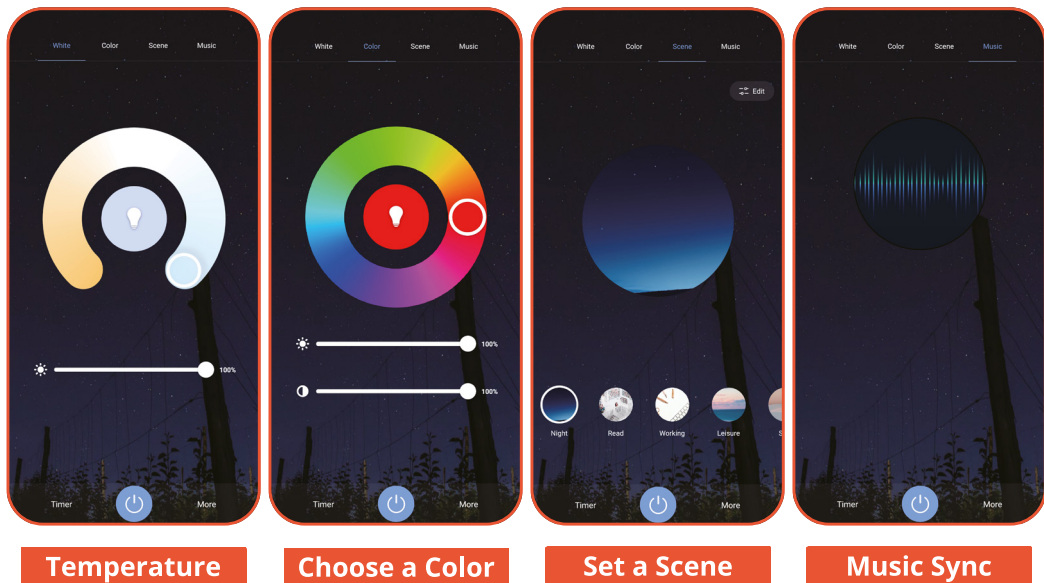 White Color Scene Music
100%
Timer More
Temperature
White Color Scene Music
100%
100%
Timer More
Choose a Color
White Color Scene Music
Edit
Night Read Working Leisure
Timer More
Set a Scene
White Color Scene Music
Timer More
Music Sync